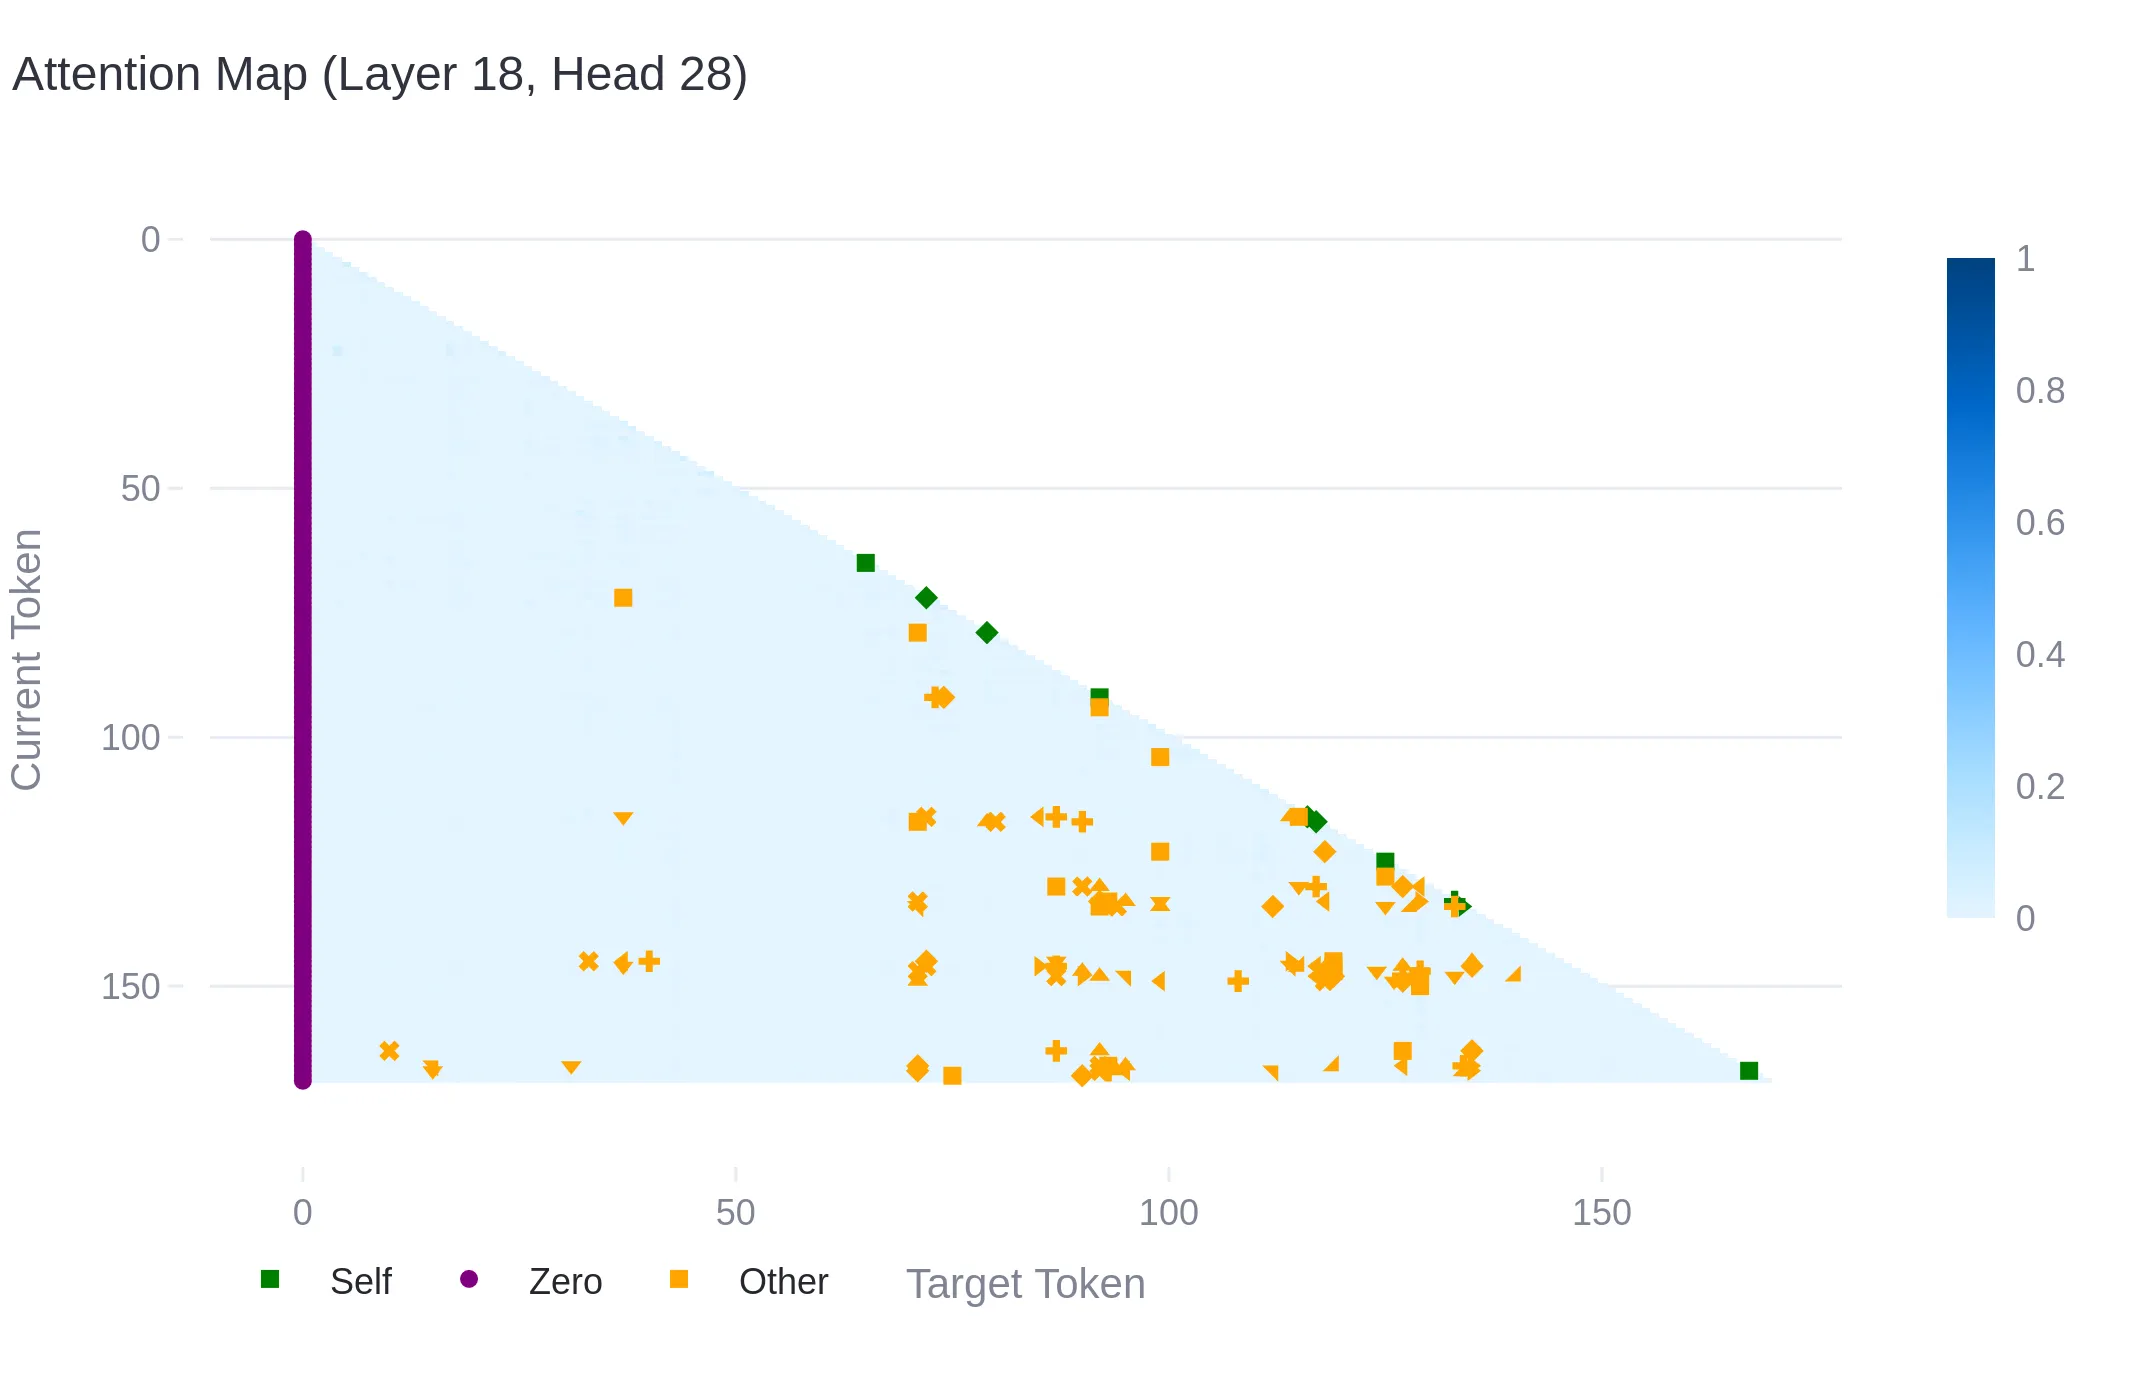 Attention Map (Layer 18, Head 28)
0
50
100
150
Current Token
1
0.8
0.6
0.4
0.2
0
0 50 100 150
Self Zero Other
Target Token